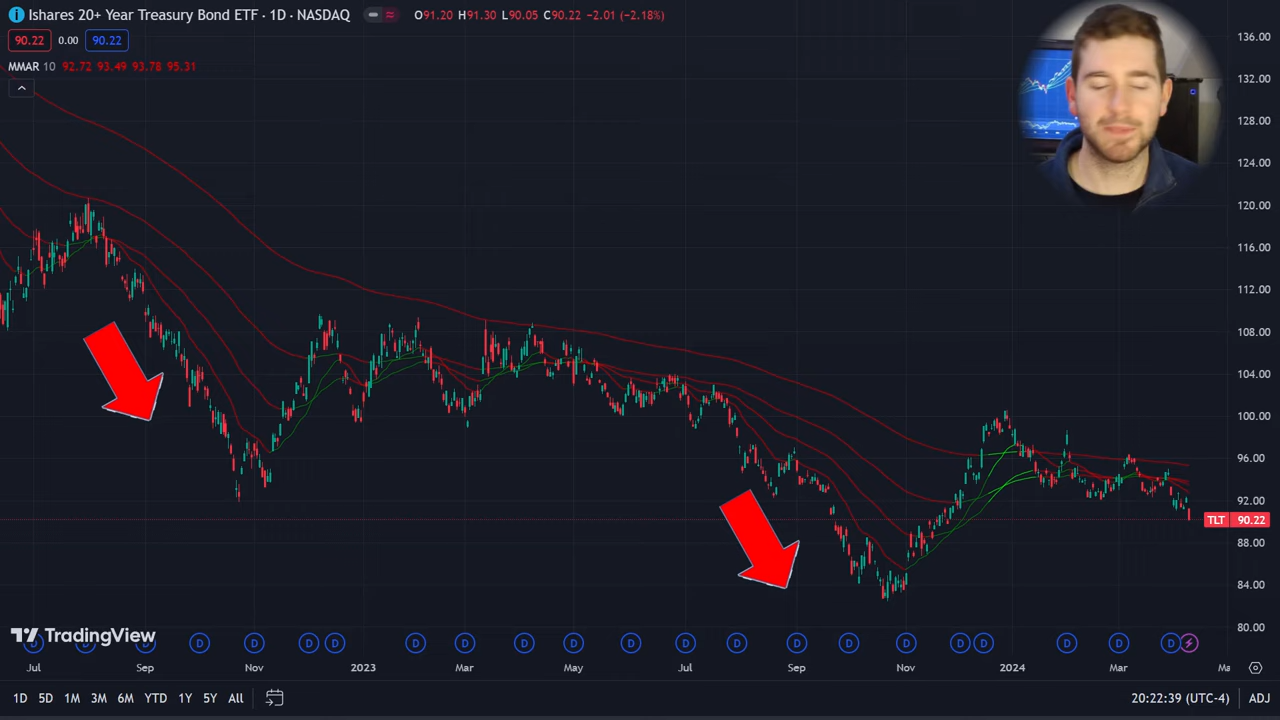 Ishares 20+ Year Treasury Bond ETF · 1D · NASDAQ O91.20 H91.30 L90.05 C90.22 −2.01 (−2.18%)
90.22 0.00 90.22
MMAR 10 92.72 93.49 93.78 95.31
136.00
132.00
128.00
124.00
120.00
116.00
112.00
108.00
104.00
100.00
96.00
92.00
TLT 90.22
88.00
84.00
80.00
TradingView
D D D D D D D D D D D D D D D D D D D D D D
Jul Sep Nov 2023 Mar May Jul Sep Nov 2024 Mar Ma
1D 5D 1M 3M 6M YTD 1Y 5Y All 20:22:39 (UTC-4) ADJ